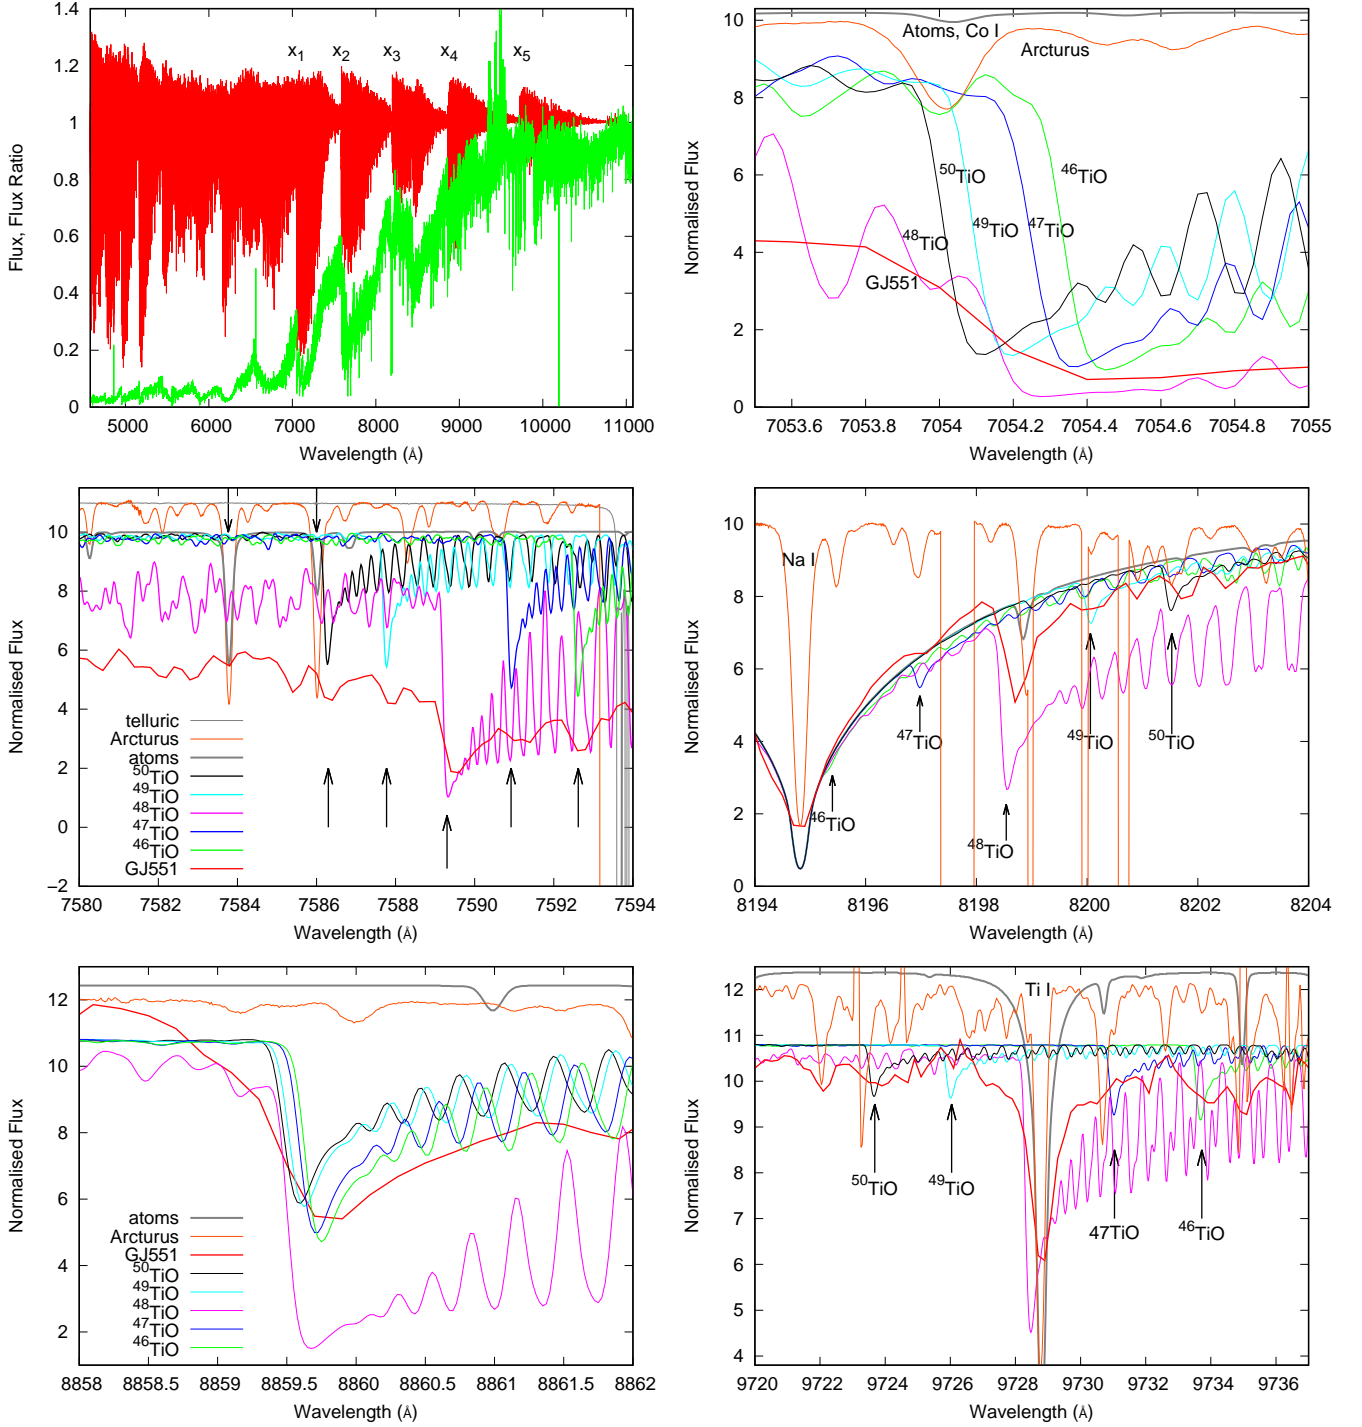 Flux, Flux Ratio
1.4
1.2
1
0.8
0.6
0.4
0.2
0
x1
x2
x3
x4
x5
5000 6000 7000 8000 9000 10000 11000
Wavelength (Å)
Normalised Flux
10
8
6
4
2
0
Atoms, Co I
Arcturus
50TiO
46TiO
48TiO
49TiO
47TiO
GJ551
7053.6 7053.8 7054 7054.2 7054.4 7054.6 7054.8 7055
Wavelength (Å)
Normalised Flux
10
8
6
4
2
0
−2
telluric
Arcturus
atoms
50TiO
49TiO
48TiO
47TiO
46TiO
GJ551
7580 7582 7584 7586 7588 7590 7592 7594
Wavelength (Å)
Normalised Flux
10
8
6
4
2
0
Na I
47TiO
49TiO
50TiO
46TiO
48TiO
8194 8196 8198 8200 8202 8204
Wavelength (Å)
Normalised Flux
12
10
8
6
4
2
atoms
Arcturus
GJ551
50TiO
49TiO
48TiO
47TiO
46TiO
8858 8858.5 8859 8859.5 8860 8860.5 8861 8861.5 8862
Wavelength (Å)
Normalised Flux
12
11
10
9
8
7
6
5
4
Ti I
50TiO
49TiO
47TiO
46TiO
9720 9722 9724 9726 9728 9730 9732 9734 9736
Wavelength (Å)